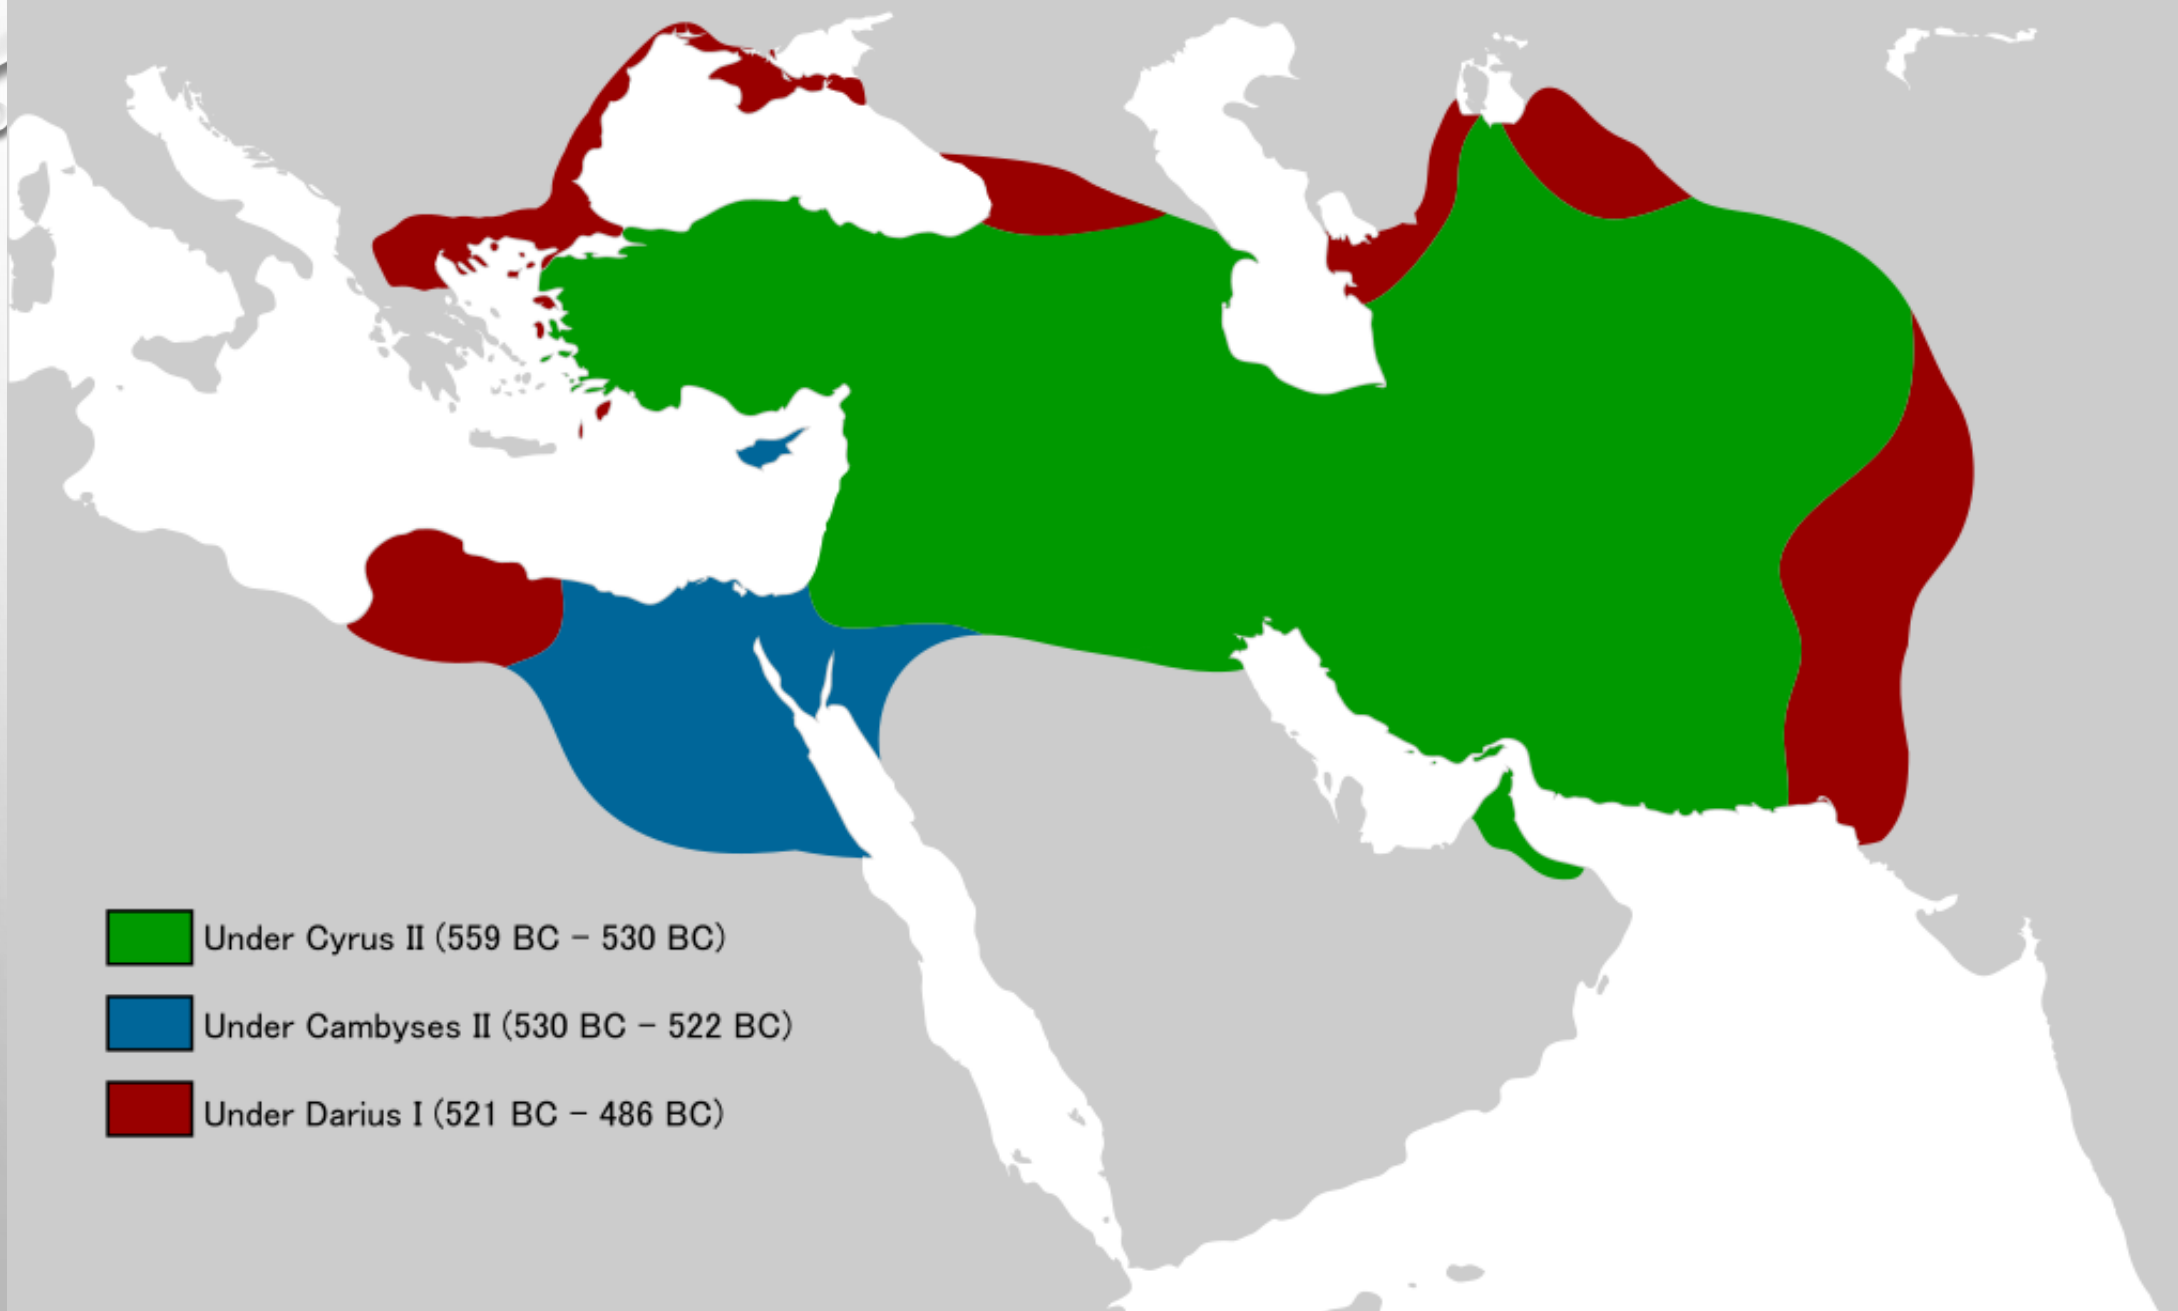 Under Cyrus II (559 BC – 530 BC)
Under Cambyses II (530 BC – 522 BC)
Under Darius I (521 BC – 486 BC)